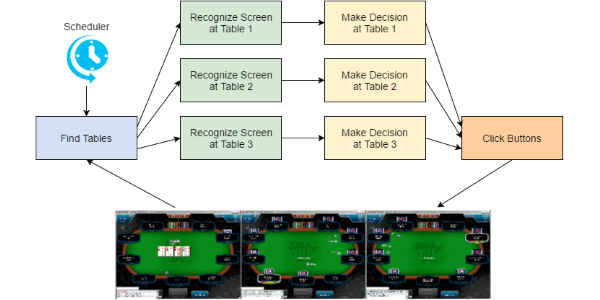 Scheduler
Find Tables
Recognize Screen
at Table 1
Make Decision
at Table 1
Recognize Screen
at Table 2
Make Decision
at Table 2
Recognize Screen
at Table 3
Make Decision
at Table 3
Click Buttons